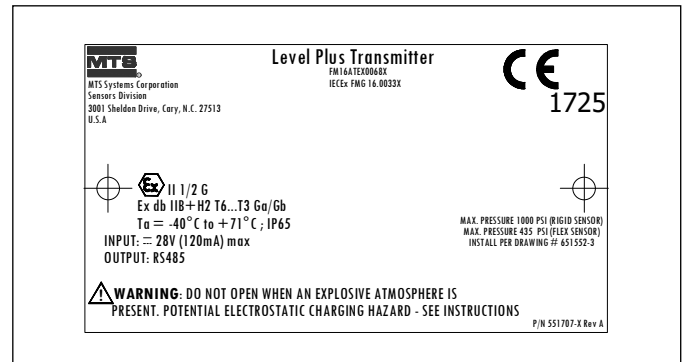 MTS
Level Plus Transmitter
FM16ATEX0068X
IECEx FMG 16.0033X
CE
1725
MTS Systems Corporation
Sensors Division
3001 Sheldon Drive, Cary, N.C. 27513
U.S.A
Ex II 1/2 G
Ex db IIB+H2 T6...T3 Ga/Gb
Ta = -40°C to +71°C ; IP65
INPUT: ⎓ 28V (120mA) max
OUTPUT: RS485
MAX. PRESSURE 1000 PSI (RIGID SENSOR)
MAX. PRESSURE 435 PSI (FLEX SENSOR)
INSTALL PER DRAWING # 651552-3
WARNING: DO NOT OPEN WHEN AN EXPLOSIVE ATMOSPHERE IS
PRESENT. POTENTIAL ELECTROSTATIC CHARGING HAZARD - SEE INSTRUCTIONS
P/N 551707-X Rev A